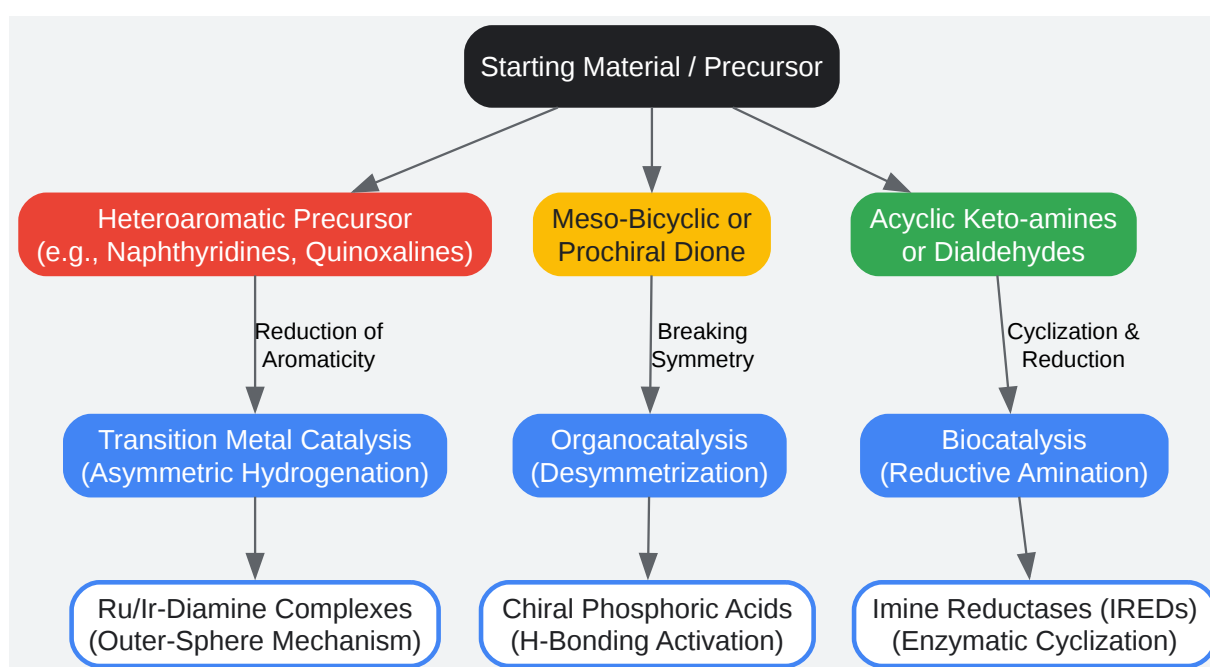 Starting Material / Precursor
Heteroaromatic Precursor
(e.g., Naphthyridines, Quinoxalines)
Meso-Bicyclic or
Prochiral Dione
Acyclic Keto-amines
or Dialdehydes
Reduction of
Aromaticity
Breaking
Symmetry
Cyclization &
Reduction
Transition Metal Catalysis
(Asymmetric Hydrogenation)
Organocatalysis
(Desymmetrization)
Biocatalysis
(Reductive Amination)
Ru/Ir-Diamine Complexes
(Outer-Sphere Mechanism)
Chiral Phosphoric Acids
(H-Bonding Activation)
Imine Reductases (IREDs)
(Enzymatic Cyclization)